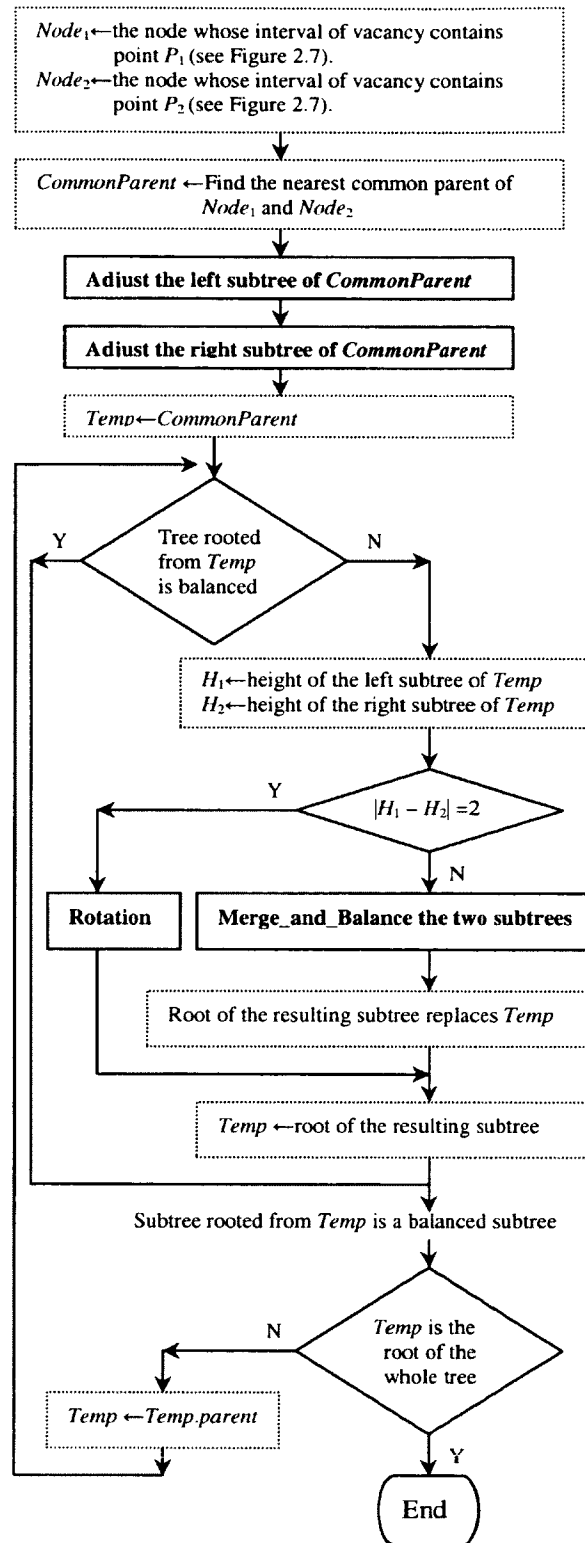 Node₁←the node whose interval of vacancy contains
point P₁ (see Figure 2.7).
Node₂←the node whose interval of vacancy contains
point P₂ (see Figure 2.7).
CommonParent ←Find the nearest common parent of
Node₁ and Node₂
Adjust the left subtree of CommonParent
Adjust the right subtree of CommonParent
Temp←CommonParent
Y
Tree rooted
from Temp
is balanced
N
H₁←height of the left subtree of Temp
H₂←height of the right subtree of Temp
Y
|H₁ – H₂| =2
N
Rotation
Merge_and_Balance the two subtrees
Root of the resulting subtree replaces Temp
Temp ←root of the resulting subtree
Subtree rooted from Temp is a balanced subtree
N
Temp is the
root of the
whole tree
Temp ←Temp.parent
Y
End